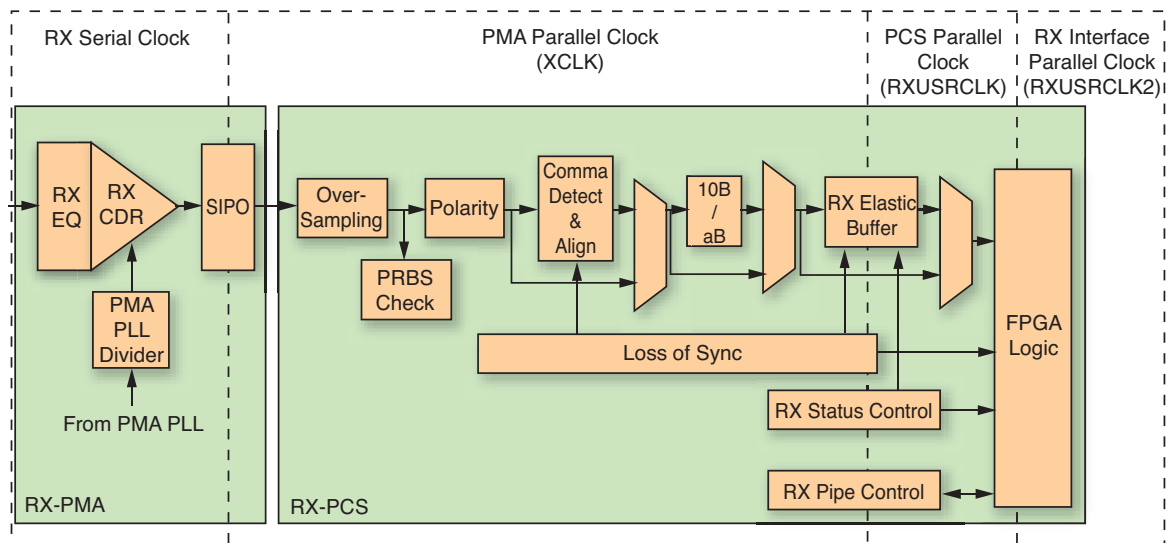 RX Serial Clock
PMA Parallel Clock
(XCLK)
PCS Parallel
Clock
(RXUSRCLK)
RX Interface
Parallel Clock
(RXUSRCLK2)
RX
EQ
RX
CDR
SIPO
Over-
Sampling
Polarity
Comma
Detect
&
Align
10B
/
aB
RX Elastic
Buffer
PRBS
Check
PMA
PLL
Divider
Loss of Sync
FPGA
Logic
From PMA PLL
RX Status Control
RX Pipe Control
RX-PMA
RX-PCS